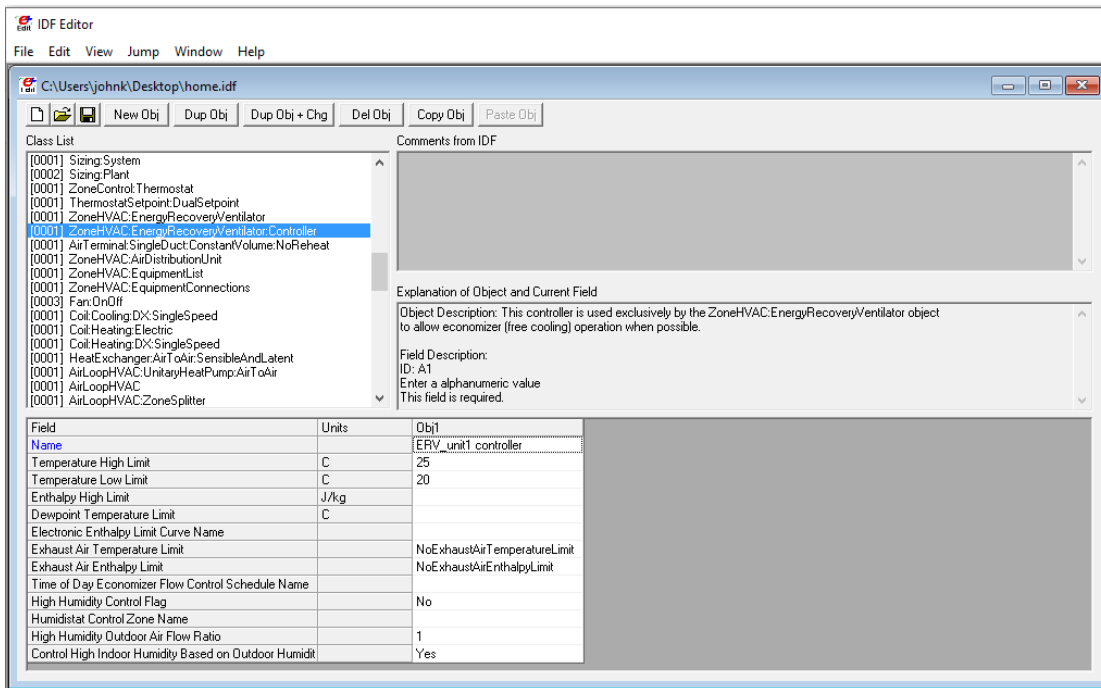 IDF Editor
File Edit View Jump Window Help
C:\Users\johnk\Desktop\home.idf
New Obj Dup Obj Dup Obj + Chg Del Obj Copy Obj Paste Obj
Class List
[0001] Sizing:System
[0002] Sizing:Plant
[0001] ZoneControl:Thermostat
[0001] ThermostatSetpoint:DualSetpoint
[0001] ZoneHVAC:EnergyRecoveryVentilator
[0001] ZoneHVAC:EnergyRecoveryVentilator:Controller
[0001] AirTerminal:SingleDuct:ConstantVolume:NoReheat
[0001] ZoneHVAC:AirDistributionUnit
[0001] ZoneHVAC:EquipmentList
[0001] ZoneHVAC:EquipmentConnections
[0003] Fan:OnOff
[0001] Coil:Cooling:DX:SingleSpeed
[0001] Coil:Heating:Electric
[0001] Coil:Heating:DX:SingleSpeed
[0001] HeatExchanger:AirToAir:SensibleAndLatent
[0001] AirLoopHVAC:UnitaryHeatPump:AirToAir
[0001] AirLoopHVAC
[0001] AirLoopHVAC:ZoneSplitter
Comments from IDF
Explanation of Object and Current Field
Object Description: This controller is used exclusively by the ZoneHVAC:EnergyRecoveryVentilator object
to allow economizer (free cooling) operation when possible.
Field Description:
ID: A1
Enter a alphanumeric value
This field is required.
Field Units Obj1
Name ERV_unit1 controller
Temperature High Limit C 25
Temperature Low Limit C 20
Enthalpy High Limit J/kg
Dewpoint Temperature Limit C
Electronic Enthalpy Limit Curve Name
Exhaust Air Temperature Limit NoExhaustAirTemperatureLimit
Exhaust Air Enthalpy Limit NoExhaustAirEnthalpyLimit
Time of Day Economizer Flow Control Schedule Name
High Humidity Control Flag No
Humidistat Control Zone Name
High Humidity Outdoor Air Flow Ratio 1
Control High Indoor Humidity Based on Outdoor Humidit Yes